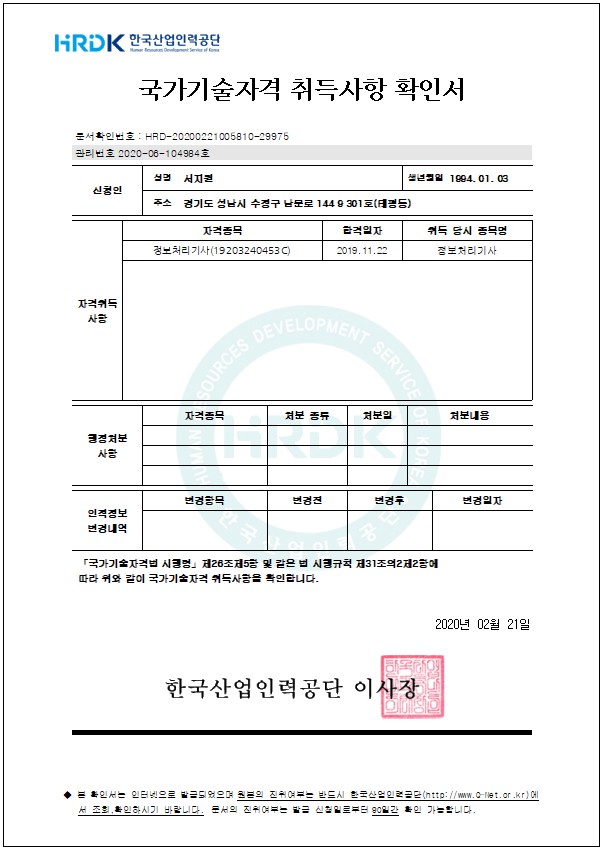 HRDK 한국산업인력공단
Human Resources Development Service of Korea
국가기술자격 취득사항 확인서
문서확인번호 : HRD-20200221005810-29975
관리번호 2020-06-104984호
신청인 성명 서지원 생년월일 1994. 01. 03
주소 경기도 성남시 수정구 남문로 144 9 301호(태평동)
자격취득 사항
자격종목 합격일자 취득 당시 종목명
정보처리기사(19203240453C) 2019.11.22 정보처리기사
행정처분 사항
자격종목 처분 종류 처분일 처분내용
인적정보 변경내역
변경항목 변경전 변경후 변경일자
HUMAN RESOURCES DEVELOPMENT SERVICE OF KOREA
HRDK
한국산업인력공단
「국가기술자격법 시행령」 제26조제5항 및 같은 법 시행규칙 제31조의2제2항에
따라 위와 같이 국가기술자격 취득사항을 확인합니다.
2020년 02월 21일
한국산업인력공단 이사장
◆ 본 확인서는 인터넷으로 발급되었으며 원본의 진위여부는 반드시 한국산업인력공단(http://www.Q-Net.or.kr)에
서 조회,확인하시기 바랍니다. 문서의 진위여부는 발급 신청일로부터 90일간 확인 가능합니다.